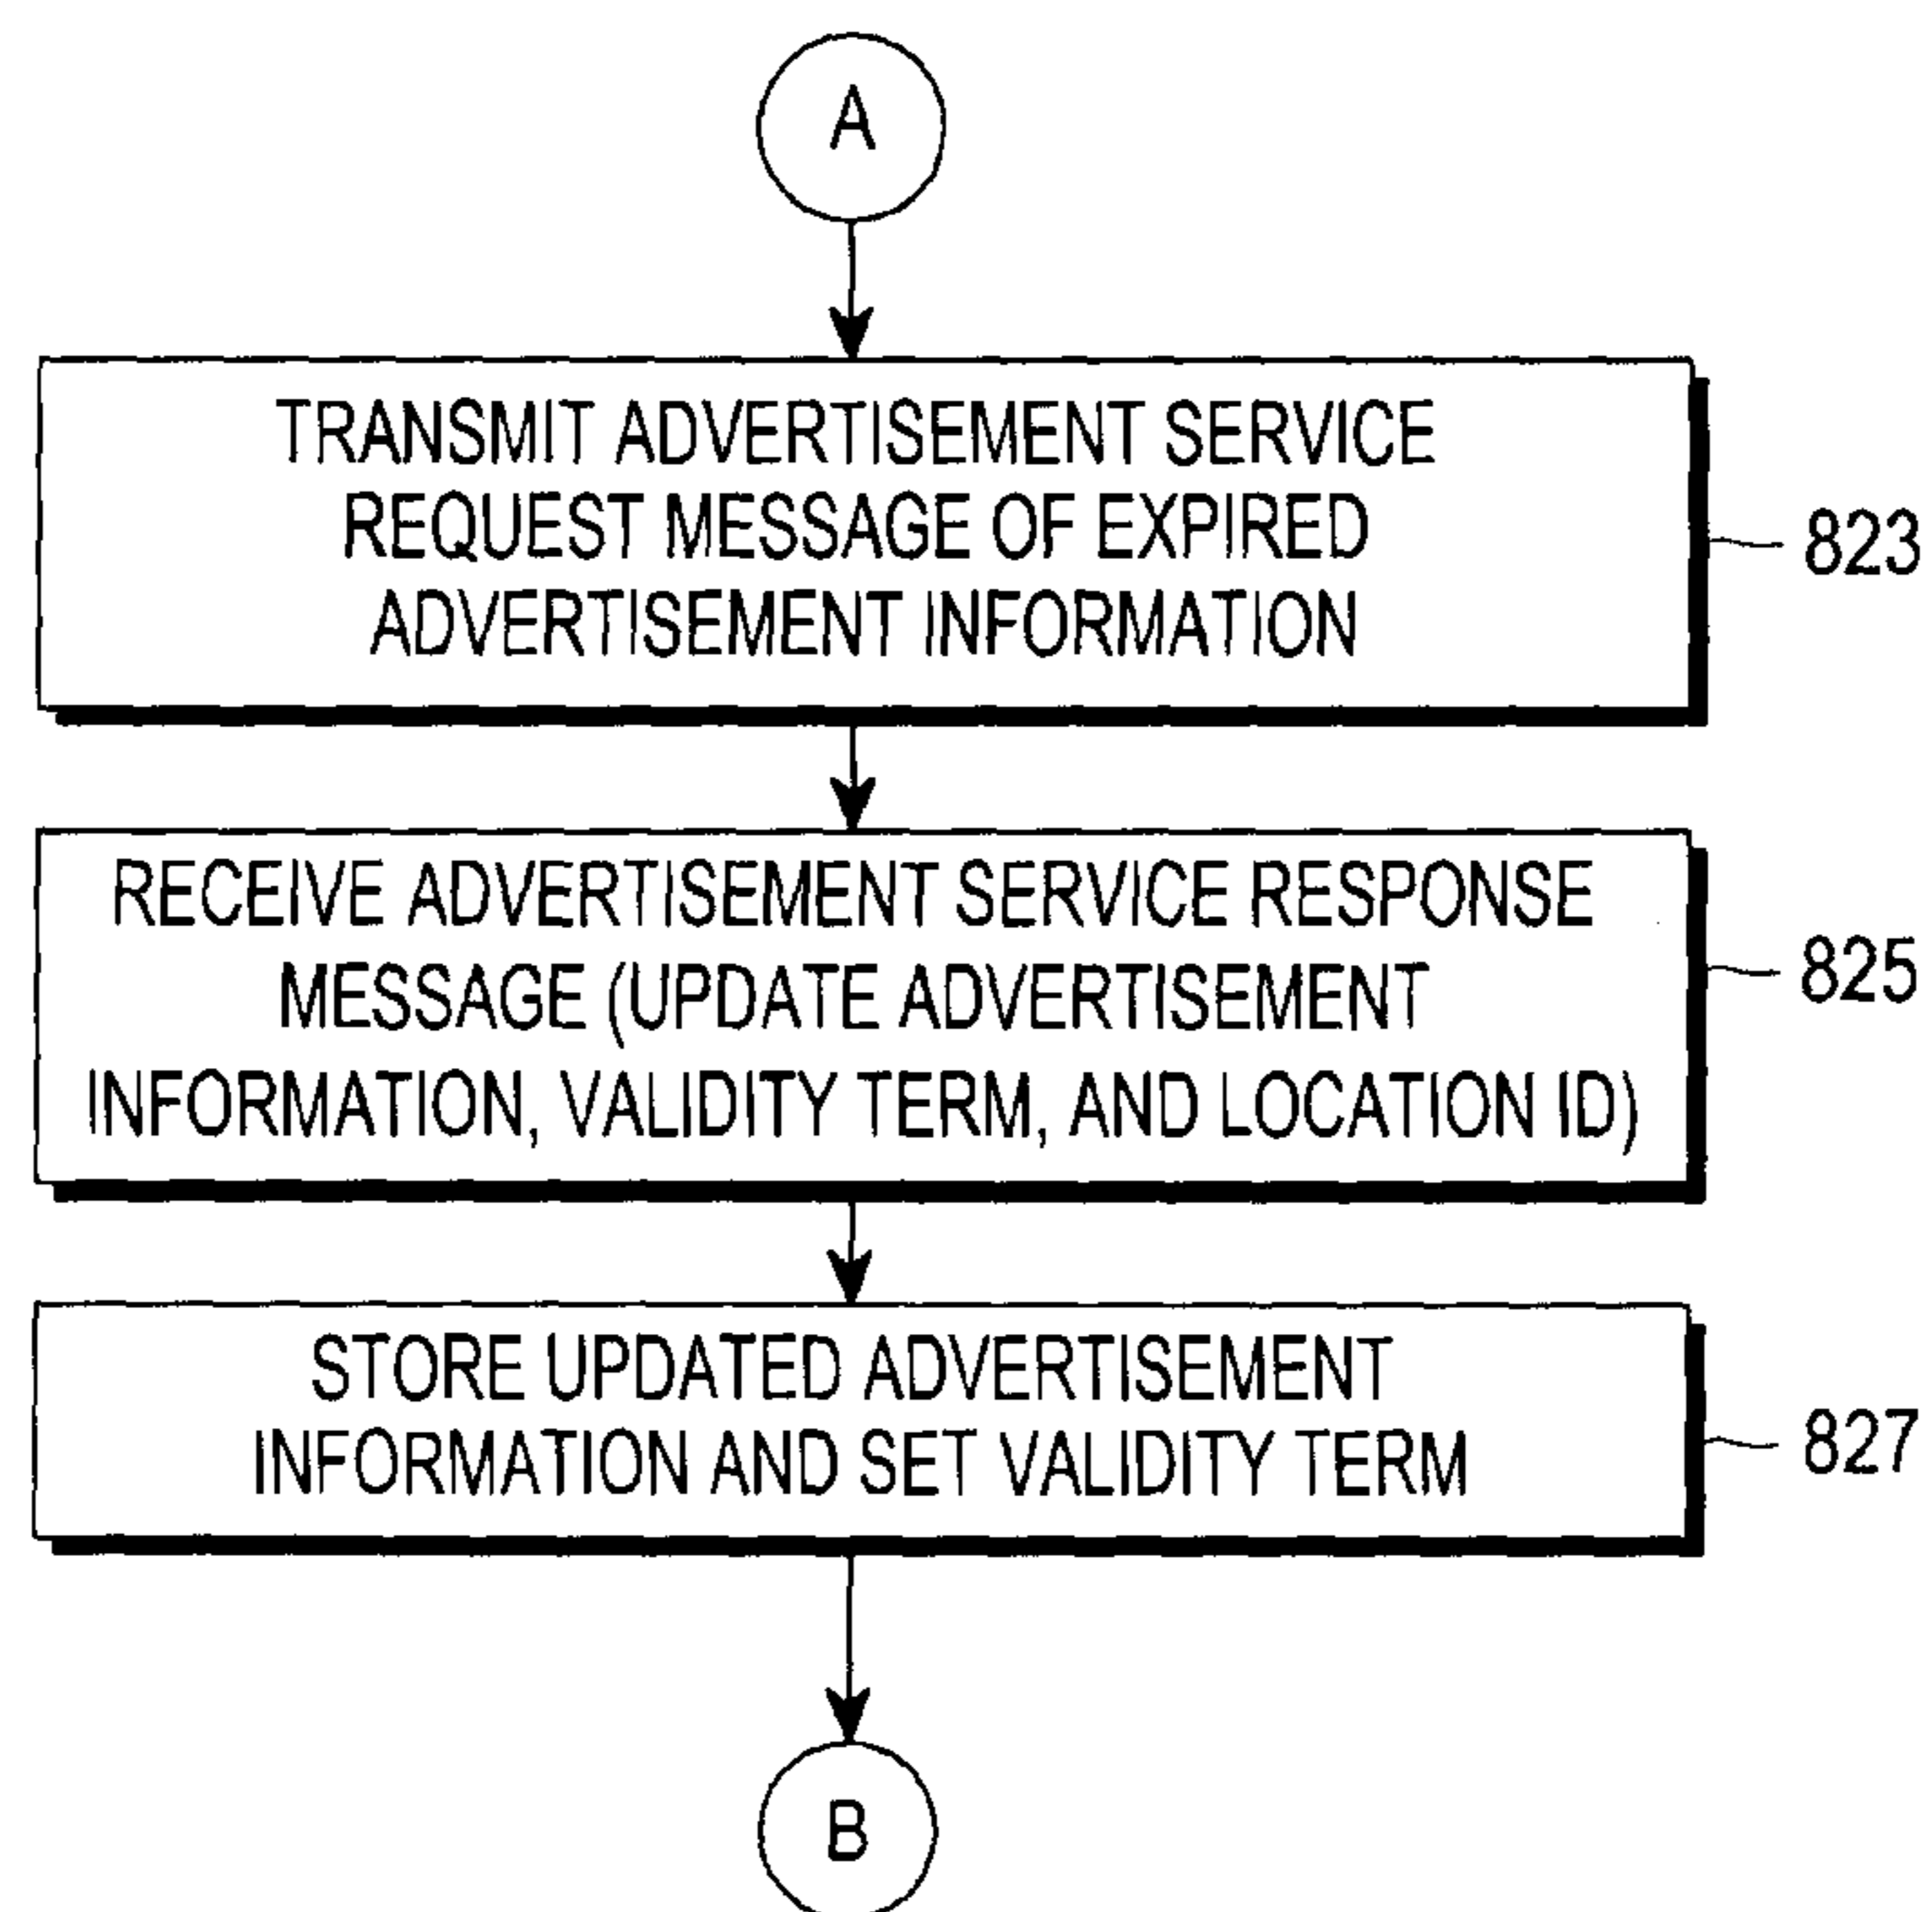 A
TRANSMIT ADVERTISEMENT SERVICE
REQUEST MESSAGE OF EXPIRED
ADVERTISEMENT INFORMATION
823
RECEIVE ADVERTISEMENT SERVICE RESPONSE
MESSAGE (UPDATE ADVERTISEMENT
INFORMATION, VALIDITY TERM, AND LOCATION ID)
825
STORE UPDATED ADVERTISEMENT
INFORMATION AND SET VALIDITY TERM
827
B